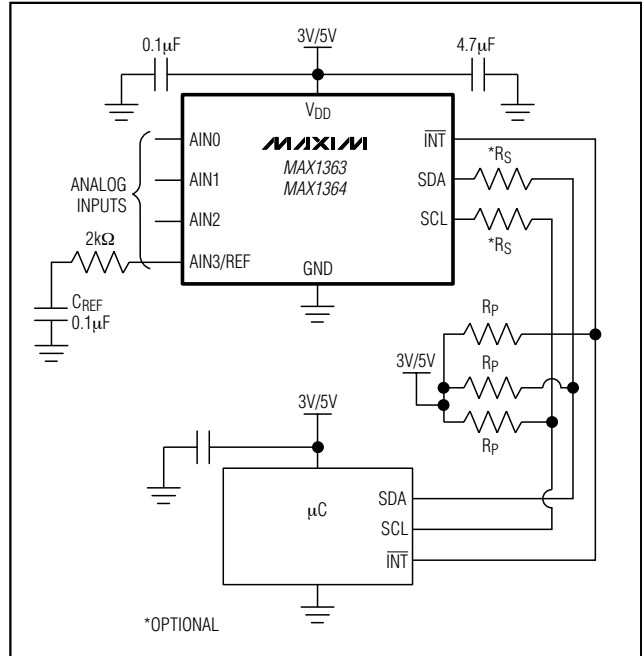 3V/5V
0.1μF
4.7μF
VDD
MAXIM
MAX1363
MAX1364
AIN0
AIN1
AIN2
AIN3/REF
ANALOG
INPUTS
INT
SDA
SCL
*RS
*RS
GND
2kΩ
CREF
0.1μF
RP
3V/5V
RP
RP
3V/5V
μC
SDA
SCL
INT
*OPTIONAL